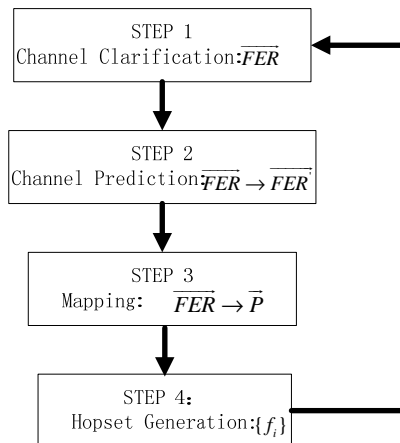 STEP 1
Channel Clarification:$\overrightarrow{FER}$
STEP 2
Channel Prediction:$\overrightarrow{FER} \to \overrightarrow{FER}'$
STEP 3
Mapping: $\overrightarrow{FER} \to \overrightarrow{P}$
STEP 4:
Hopset Generation:$\{f_i\}$